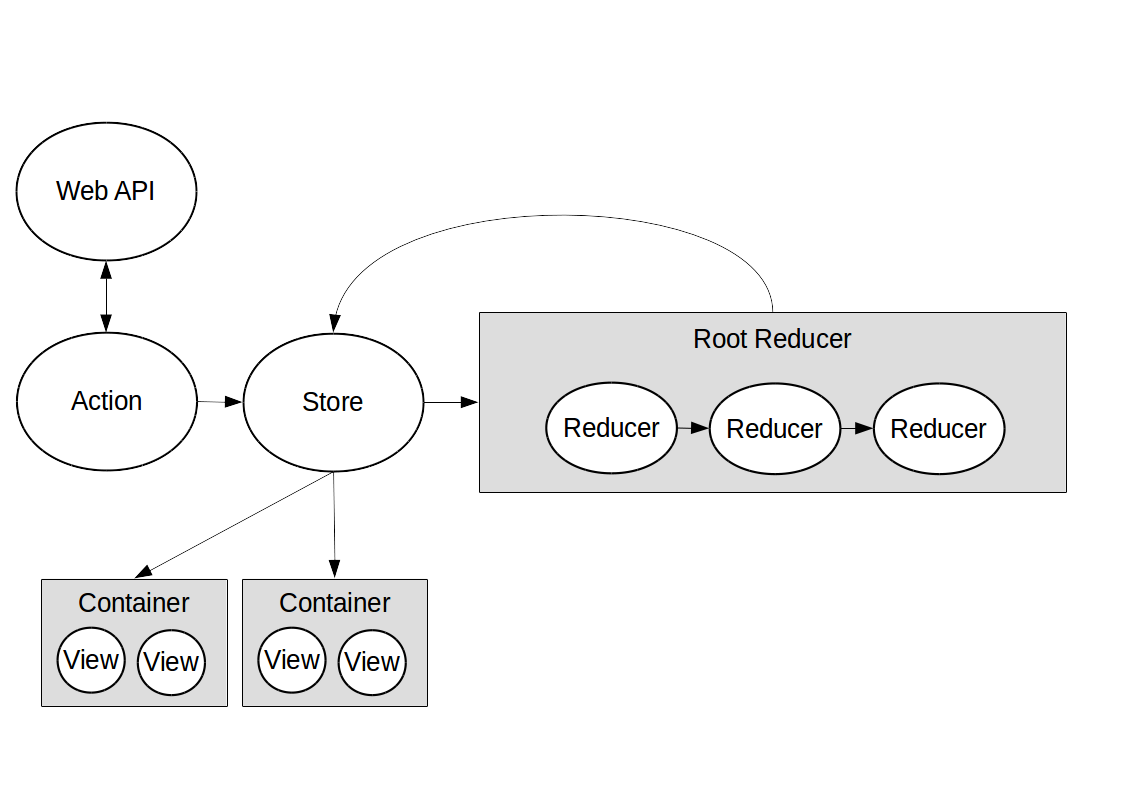 Web API
Action
Store
Root Reducer
Reducer
Reducer
Reducer
Container
View
View
Container
View
View